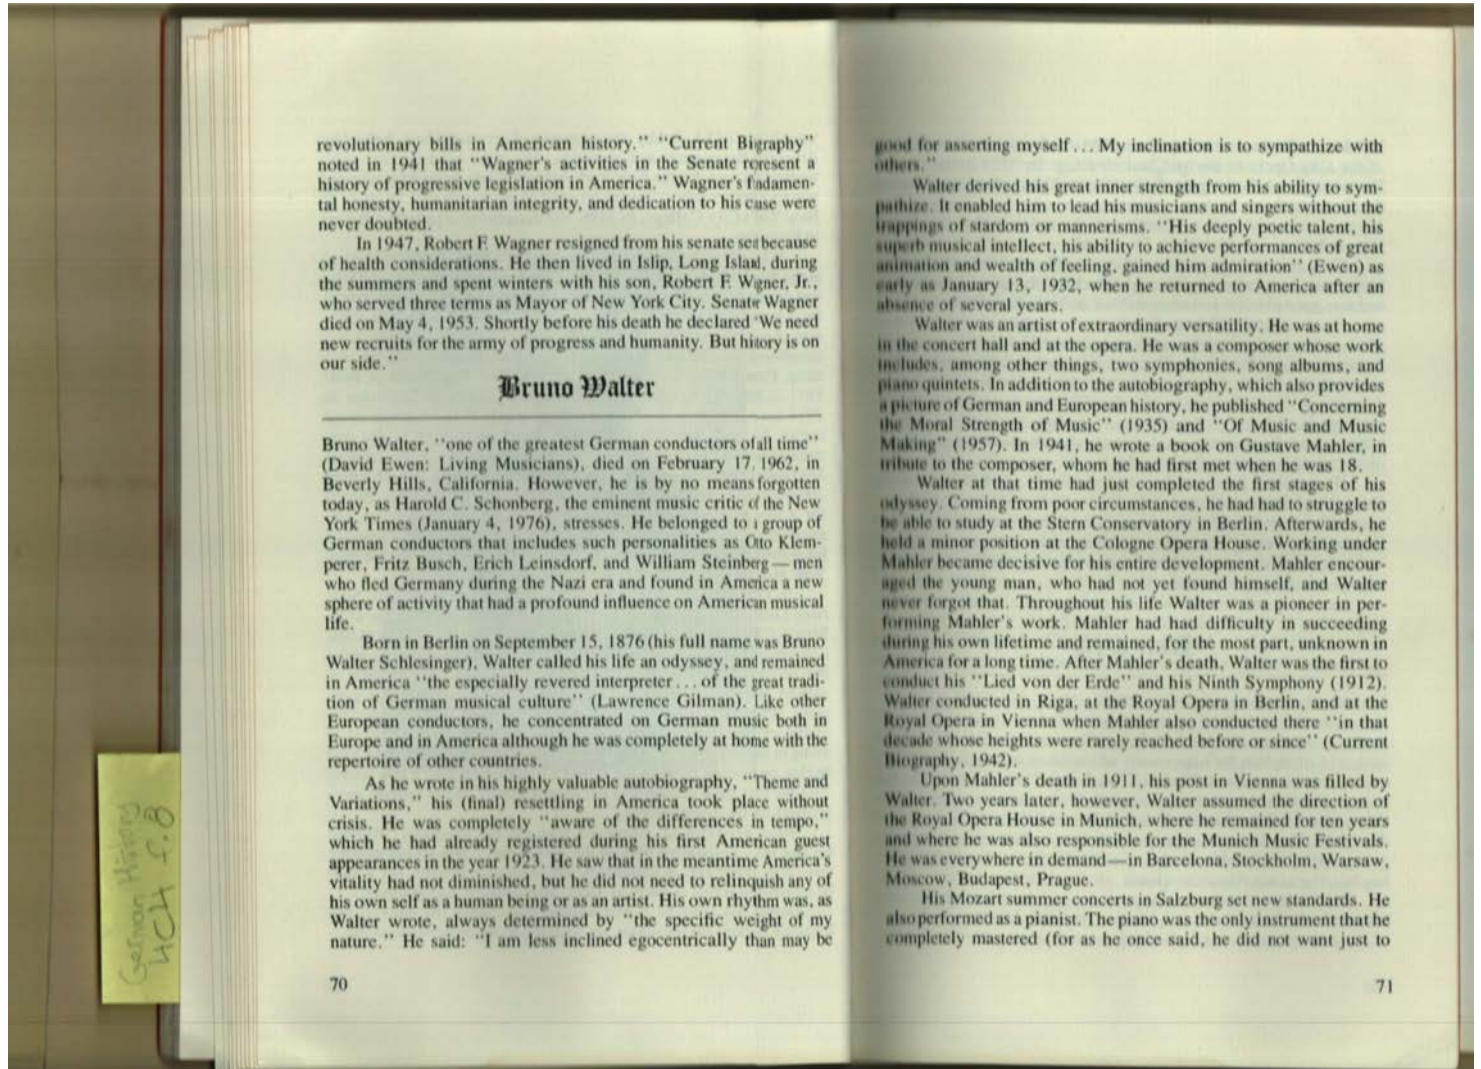 revolutionary bills in American history." "Current Bigraphy"
noted in 1941 that "Wagner's activities in the Senate represent a
history of progressive legislation in America." Wagner's fndamen-
tal honesty, humanitarian integrity, and dedication to his cause were
never doubted.
In 1947, Robert F. Wagner resigned from his senate seat because
of health considerations. He then lived in Islip, Long Island, during
the summers and spent winters with his son, Robert F. Wagner, Jr.,
who served three terms as Mayor of New York City. Senator Wagner
died on May 4, 1953. Shortly before his death he declared "We need
new recruits for the army of progress and humanity. But history is on
our side."
Bruno Walter
Bruno Walter, "one of the greatest German conductors of all time"
(David Ewen: Living Musicians), died on February 17, 1962, in
Beverly Hills, California. However, he is by no means forgotten
today, as Harold C. Schonberg, the eminent music critic of the New
York Times (January 4, 1976), stresses. He belonged to a group of
German conductors that includes such personalities as Otto Klem-
perer, Fritz Busch, Erich Leinsdorf, and William Steinberg—men
who fled Germany during the Nazi era and found in America a new
sphere of activity that had a profound influence on American musical
life.
Born in Berlin on September 15, 1876 (his full name was Bruno
Walter Schlesinger), Walter called his life an odyssey, and remained
in America "the especially revered interpreter... of the great tradi-
tion of German musical culture" (Lawrence Gilman). Like other
European conductors, he concentrated on German music both in
Europe and in America although he was completely at home with the
repertoire of other countries.
As he wrote in his highly valuable autobiography, "Theme and
Variations," his (final) resettling in America took place without
crisis. He was completely "aware of the differences in tempo,"
which he had already registered during his first American guest
appearances in the year 1923. He saw that in the meantime America's
vitality had not diminished, but he did not need to relinquish any of
his own self as a human being or as an artist. His own rhythm was, as
Walter wrote, always determined by "the specific weight of my
nature." He said: "I am less inclined egocentrically than may be
70
good for asserting myself... My inclination is to sympathize with
others."
Walter derived his great inner strength from his ability to sym-
pathize. It enabled him to lead his musicians and singers without the
trappings of stardom or mannerisms. "His deeply poetic talent, his
superb musical intellect, his ability to achieve performances of great
animation and wealth of feeling, gained him admiration" (Ewen) as
early as January 13, 1932, when he returned to America after an
absence of several years.
Walter was an artist of extraordinary versatility. He was at home
in the concert hall and at the opera. He was a composer whose work
includes, among other things, two symphonies, song albums, and
piano quintets. In addition to the autobiography, which also provides
a picture of German and European history, he published "Concerning
the Moral Strength of Music" (1935) and "Of Music and Music
Making" (1957). In 1941, he wrote a book on Gustave Mahler, in
tribute to the composer, whom he had first met when he was 18.
Walter at that time had just completed the first stages of his
odyssey. Coming from poor circumstances, he had had to struggle to
be able to study at the Stern Conservatory in Berlin. Afterwards, he
held a minor position at the Cologne Opera House. Working under
Mahler became decisive for his entire development. Mahler encour-
aged the young man, who had not yet found himself, and Walter
never forgot that. Throughout his life Walter was a pioneer in per-
forming Mahler's work. Mahler had had difficulty in succeeding
during his own lifetime and remained, for the most part, unknown in
America for a long time. After Mahler's death, Walter was the first to
conduct his "Lied von der Erde" and his Ninth Symphony (1912).
Walter conducted in Riga, at the Royal Opera in Berlin, and at the
Royal Opera in Vienna when Mahler also conducted there "in that
decade whose heights were rarely reached before or since" (Current
Biography, 1942).
Upon Mahler's death in 1911, his post in Vienna was filled by
Walter. Two years later, however, Walter assumed the direction of
the Royal Opera House in Munich, where he remained for ten years
and where he was also responsible for the Munich Music Festivals.
He was everywhere in demand—in Barcelona, Stockholm, Warsaw,
Moscow, Budapest, Prague.
His Mozart summer concerts in Salzburg set new standards. He
also performed as a pianist. The piano was the only instrument that he
completely mastered (for as he once said, he did not want just to
71
German History
4CH f.8